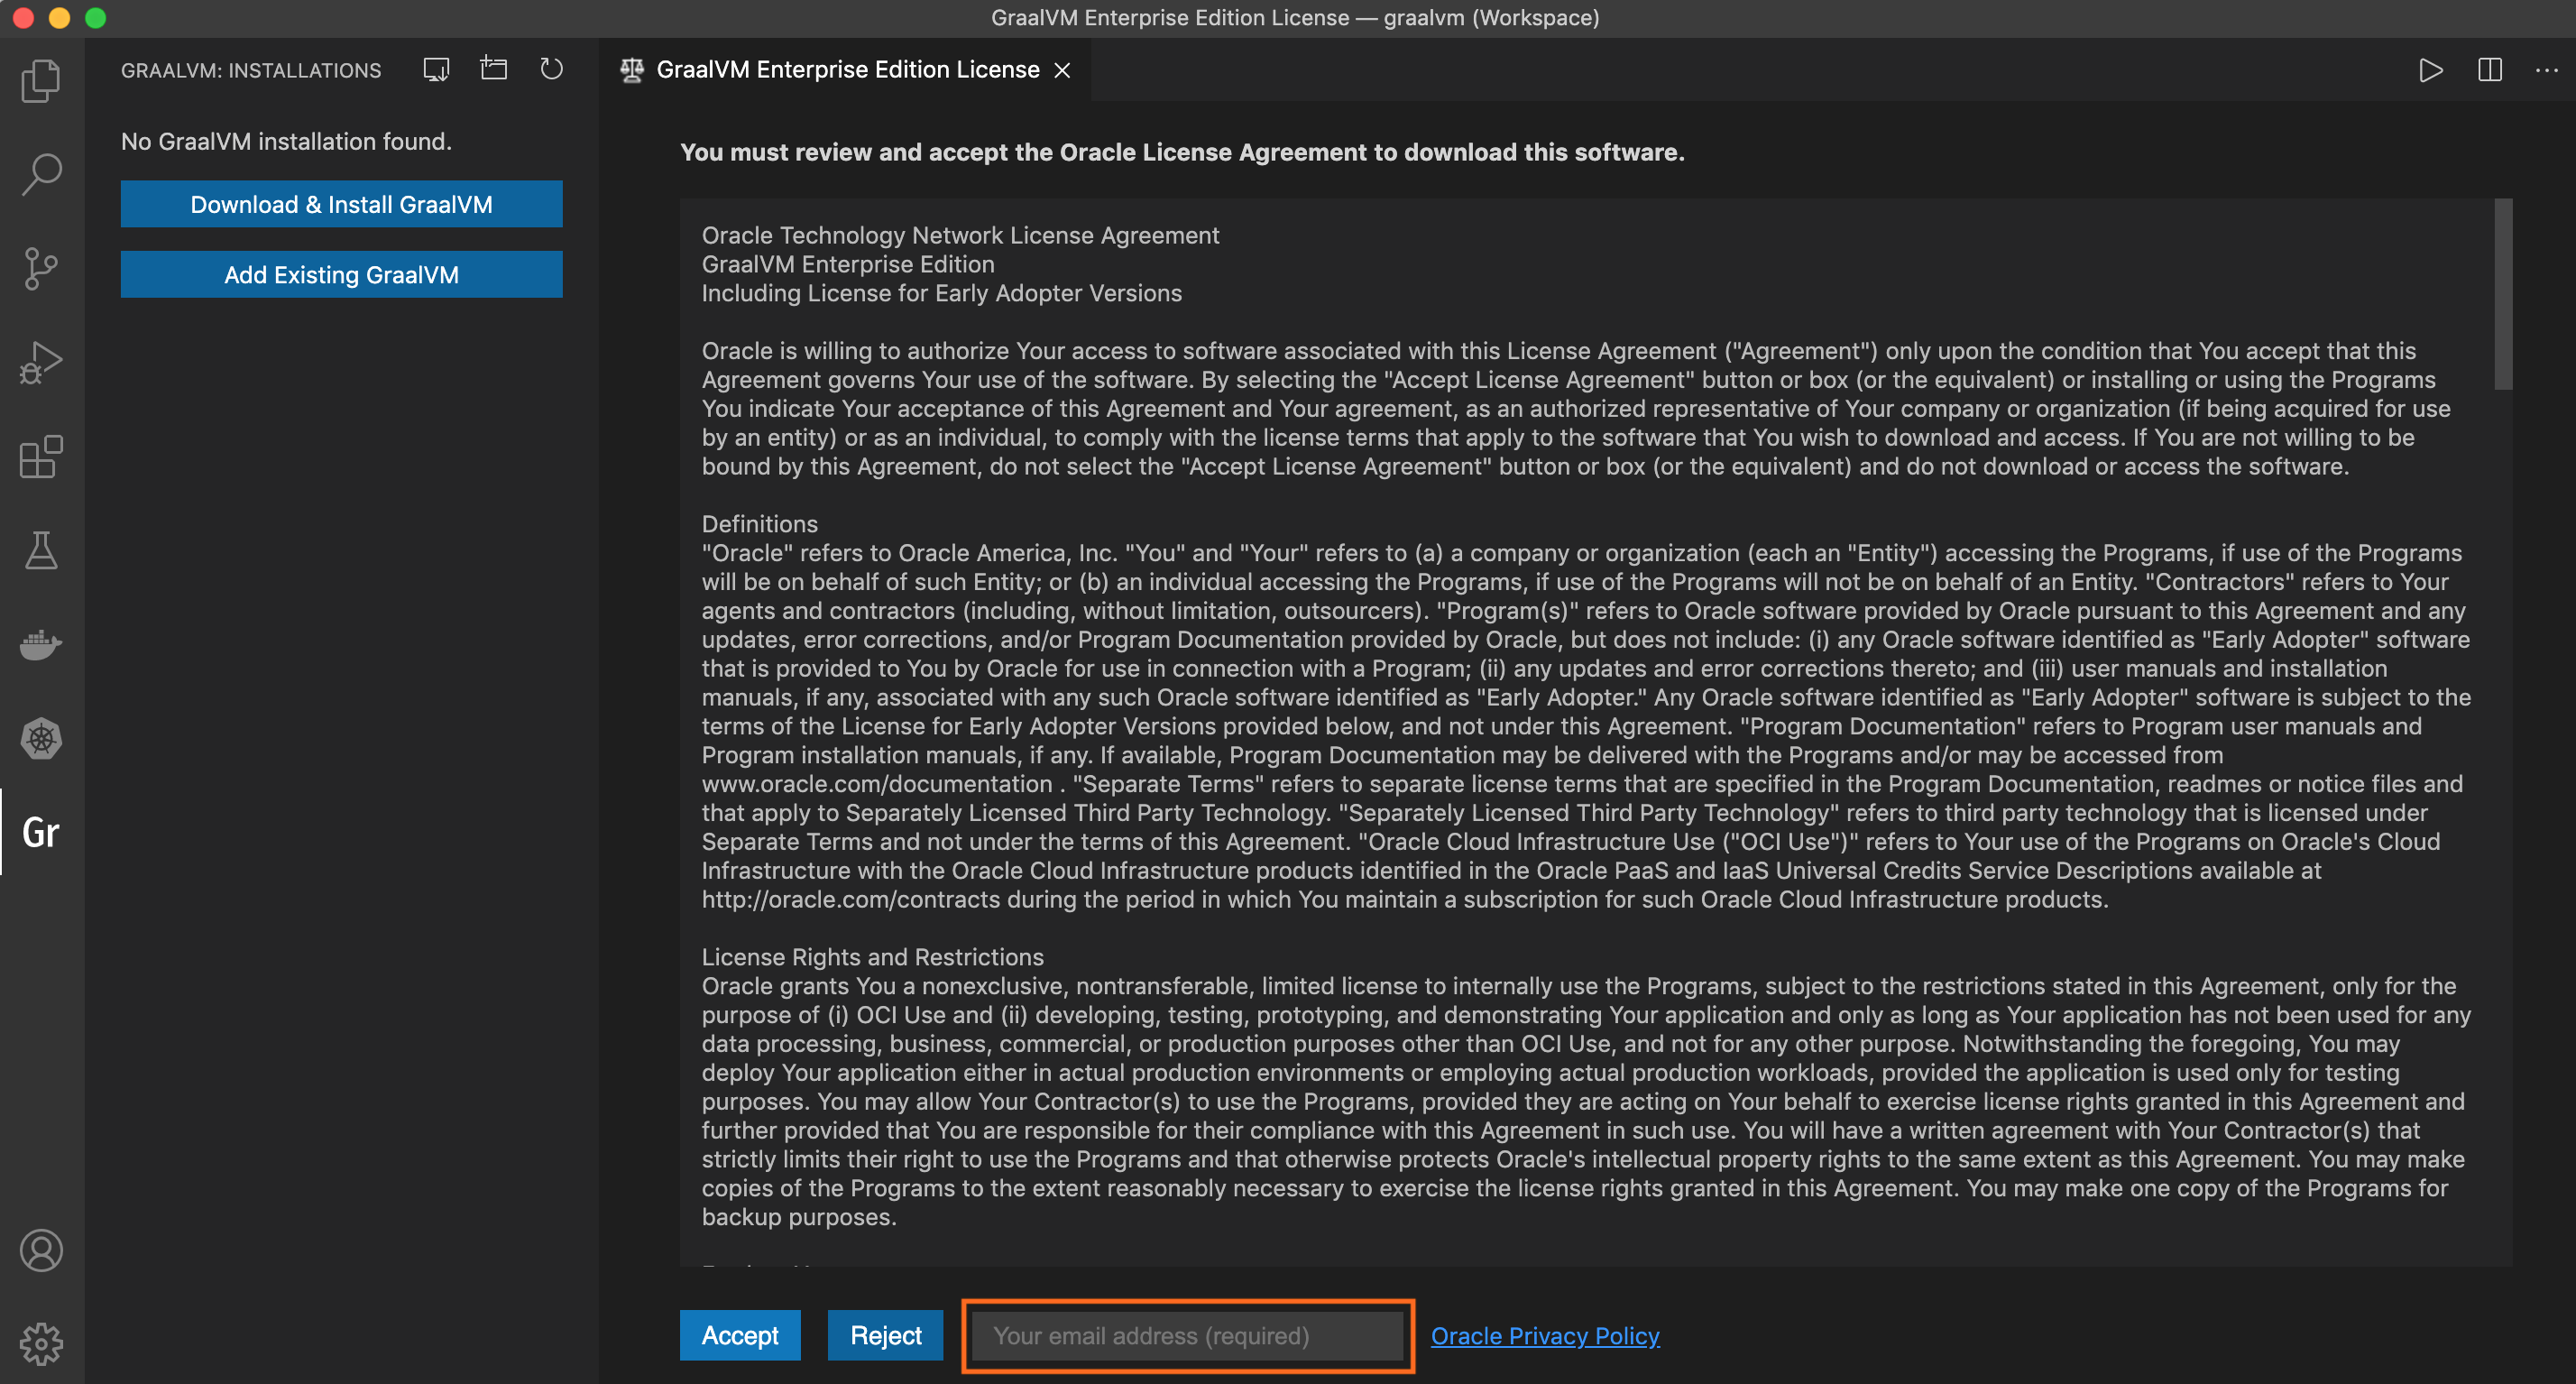 GraalVM Enterprise Edition License — graalvm (Workspace)
GRAALVM: INSTALLATIONS
No GraalVM installation found.
Download & Install GraalVM
Add Existing GraalVM
Gr
GraalVM Enterprise Edition License
You must review and accept the Oracle License Agreement to download this software.
Oracle Technology Network License Agreement
GraalVM Enterprise Edition
Including License for Early Adopter Versions
Oracle is willing to authorize Your access to software associated with this License Agreement ("Agreement") only upon the condition that You accept that this
Agreement governs Your use of the software. By selecting the "Accept License Agreement" button or box (or the equivalent) or installing or using the Programs
You indicate Your acceptance of this Agreement and Your agreement, as an authorized representative of Your company or organization (if being acquired for use
by an entity) or as an individual, to comply with the license terms that apply to the software that You wish to download and access. If You are not willing to be
bound by this Agreement, do not select the "Accept License Agreement" button or box (or the equivalent) and do not download or access the software.
Definitions
"Oracle" refers to Oracle America, Inc. "You" and "Your" refers to (a) a company or organization (each an "Entity") accessing the Programs, if use of the Programs
will be on behalf of such Entity; or (b) an individual accessing the Programs, if use of the Programs will not be on behalf of an Entity. "Contractors" refers to Your
agents and contractors (including, without limitation, outsourcers). "Program(s)" refers to Oracle software provided by Oracle pursuant to this Agreement and any
updates, error corrections, and/or Program Documentation provided by Oracle, but does not include: (i) any Oracle software identified as "Early Adopter" software
that is provided to You by Oracle for use in connection with a Program; (ii) any updates and error corrections thereto; and (iii) user manuals and installation
manuals, if any, associated with any such Oracle software identified as "Early Adopter." Any Oracle software identified as "Early Adopter" software is subject to the
terms of the License for Early Adopter Versions provided below, and not under this Agreement. "Program Documentation" refers to Program user manuals and
Program installation manuals, if any. If available, Program Documentation may be delivered with the Programs and/or may be accessed from
www.oracle.com/documentation . "Separate Terms" refers to separate license terms that are specified in the Program Documentation, readmes or notice files and
that apply to Separately Licensed Third Party Technology. "Separately Licensed Third Party Technology" refers to third party technology that is licensed under
Separate Terms and not under the terms of this Agreement. "Oracle Cloud Infrastructure Use ("OCI Use")" refers to Your use of the Programs on Oracle's Cloud
Infrastructure with the Oracle Cloud Infrastructure products identified in the Oracle PaaS and IaaS Universal Credits Service Descriptions available at
http://oracle.com/contracts during the period in which You maintain a subscription for such Oracle Cloud Infrastructure products.
License Rights and Restrictions
Oracle grants You a nonexclusive, nontransferable, limited license to internally use the Programs, subject to the restrictions stated in this Agreement, only for the
purpose of (i) OCI Use and (ii) developing, testing, prototyping, and demonstrating Your application and only as long as Your application has not been used for any
data processing, business, commercial, or production purposes other than OCI Use, and not for any other purpose. Notwithstanding the foregoing, You may
deploy Your application either in actual production environments or employing actual production workloads, provided the application is used only for testing
purposes. You may allow Your Contractor(s) to use the Programs, provided they are acting on Your behalf to exercise license rights granted in this Agreement and
further provided that You are responsible for their compliance with this Agreement in such use. You will have a written agreement with Your Contractor(s) that
strictly limits their right to use the Programs and that otherwise protects Oracle's intellectual property rights to the same extent as this Agreement. You may make
copies of the Programs to the extent reasonably necessary to exercise the license rights granted in this Agreement. You may make one copy of the Programs for
backup purposes.
Accept
Reject
Your email address (required)
Oracle Privacy Policy